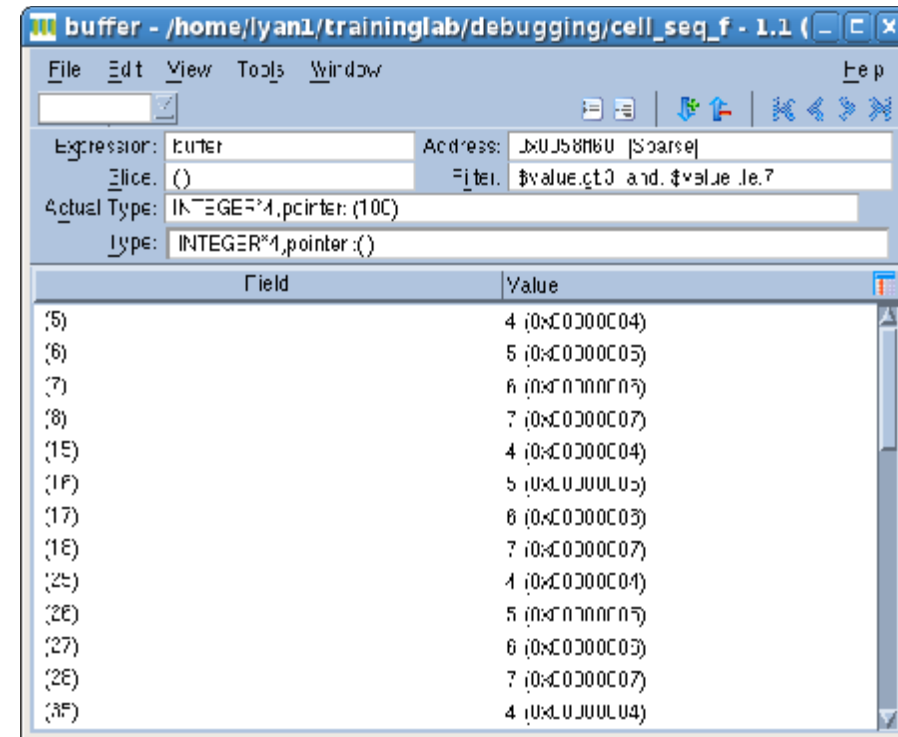 buffer - /home/lyan1/traininglab/debugging/cell_seq_f - 1.1 (
File Edit View Tools Window Help
Expression: buffer Address: [Sparse]
Slice: (:) Filter: $value.gt.3 .and. $value .le.7
Actual Type: INTEGER*4,pointer: (100)
Type: INTEGER*4,pointer :(:)
Field Value
(5) 4 (0x00000004)
(6) 5 (0x00000005)
(7) 6 (0x00000006)
(8) 7 (0x00000007)
(15) 4 (0x00000004)
(16) 5 (0x00000005)
(17) 6 (0x00000006)
(18) 7 (0x00000007)
(25) 4 (0x00000004)
(26) 5 (0x00000005)
(27) 6 (0x00000006)
(28) 7 (0x00000007)
(35) 4 (0x00000004)